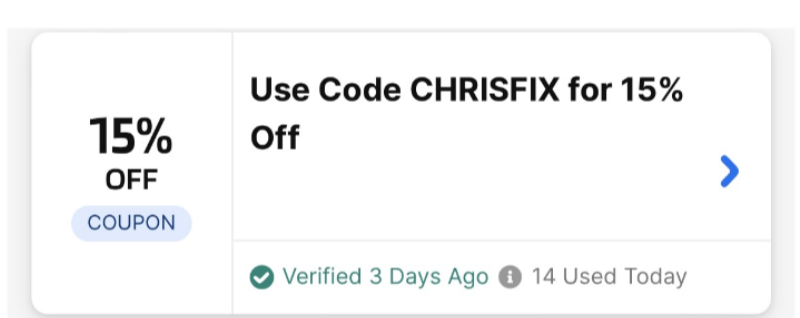 15%
OFF
COUPON
Use Code CHRISFIX for 15%
Off
Verified 3 Days Ago 14 Used Today